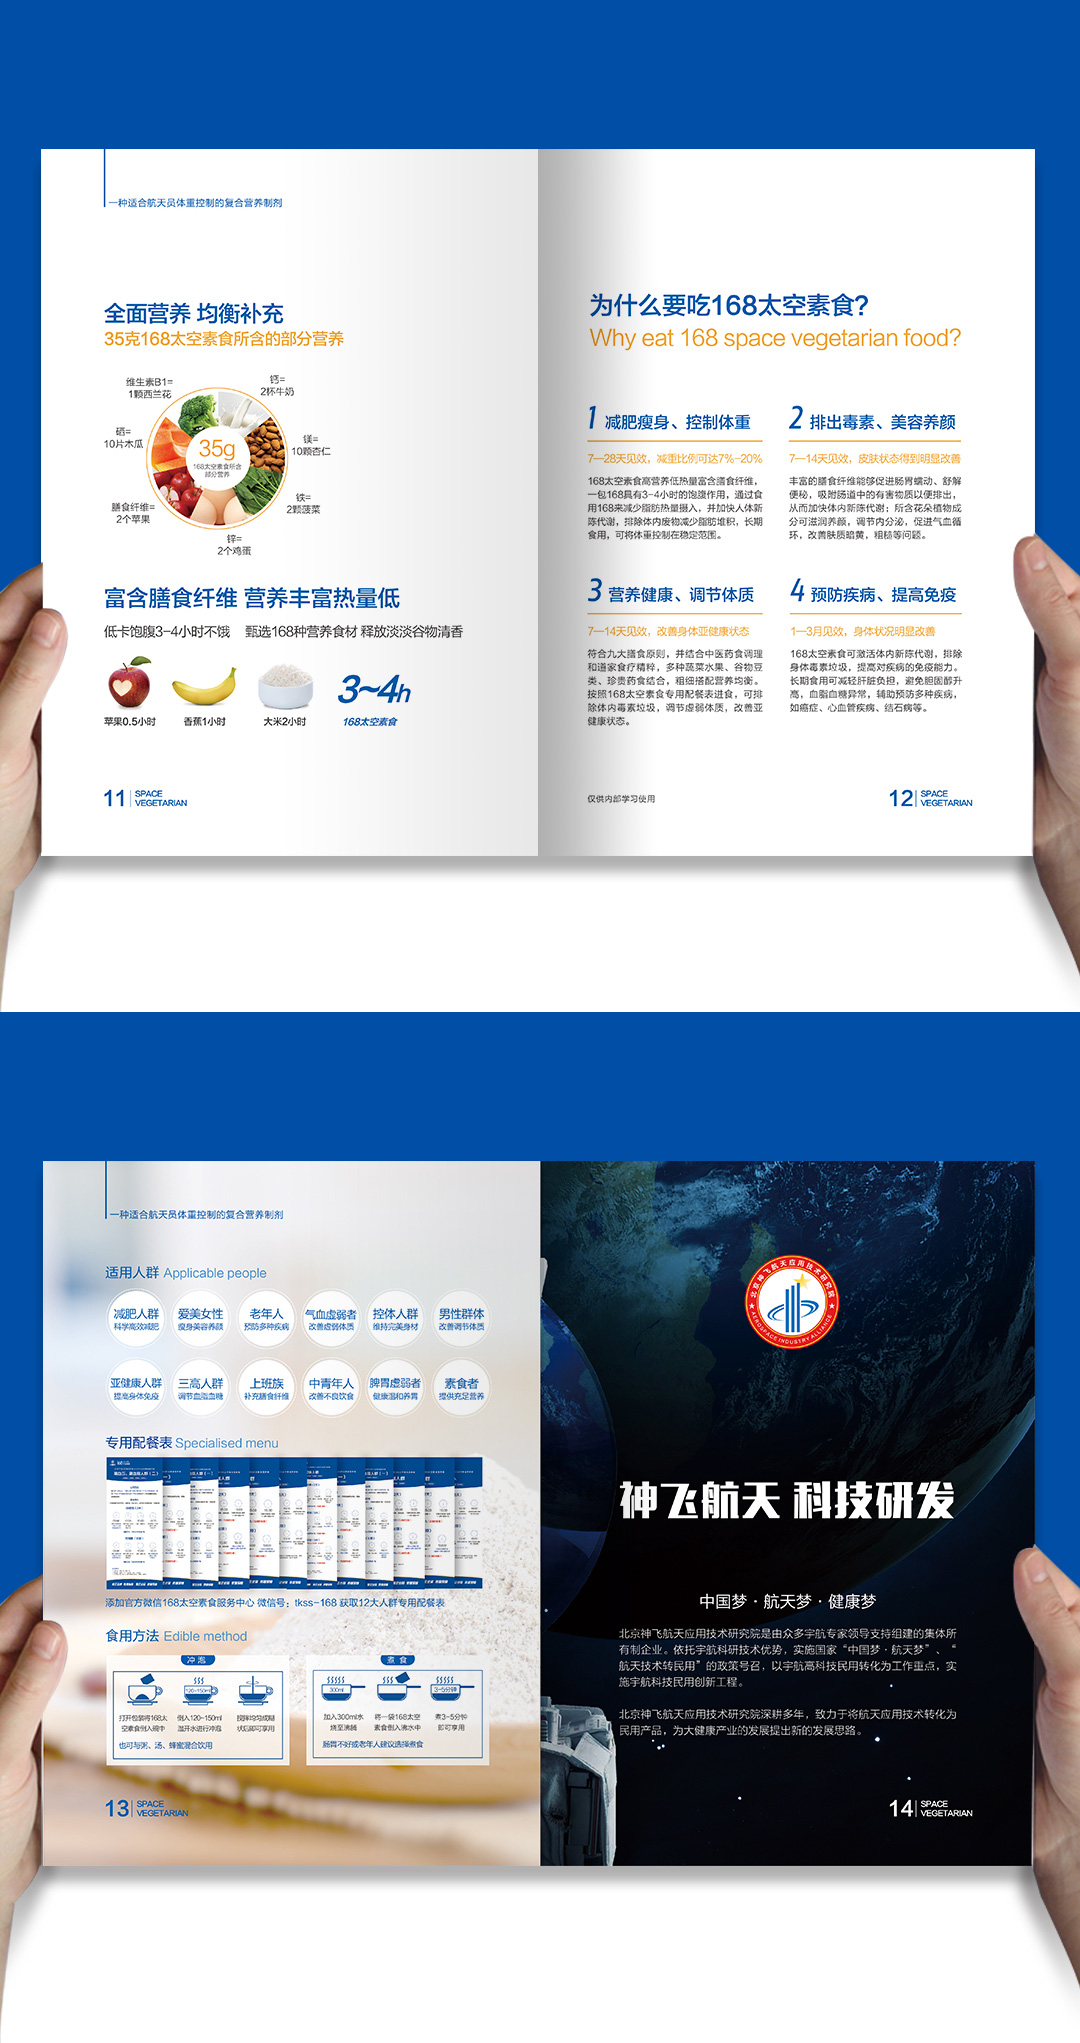 一种适合航天员体重控制的复合营养制剂
全面营养 均衡补充
35克168太空素食所含的部分营养
维生素B1=
1颗西兰花
钙=
2杯牛奶
硒=
10片木瓜
镁=
10颗杏仁
35g
168太空素食所含
部分营养
膳食纤维=
2个苹果
铁=
2颗菠菜
锌=
2个鸡蛋
富含膳食纤维 营养丰富热量低
低卡饱腹3-4小时不饿 甄选168种营养食材 释放淡淡谷物清香
3~4h
苹果0.5小时 香蕉1小时 大米2小时 168太空素食
11 SPACE
VEGETARIAN
为什么要吃168太空素食?
Why eat 168 space vegetarian food?
1 减肥瘦身、控制体重
7—28天见效，减重比例可达7%-20%
168太空素食高营养低热量富含膳食纤维，
一包168具有3-4小时的饱腹作用，通过食
用168来减少脂肪热量摄入，并加快人体新
陈代谢，排除体内废物减少脂肪堆积，长期
食用，可将体重控制在稳定范围。
2 排出毒素、美容养颜
7—14天见效，皮肤状态得到明显改善
丰富的膳食纤维能够促进肠胃蠕动、舒解
便秘，吸附肠道中的有害物质以便排出，
从而加快体内新陈代谢；所含花朵植物成
分可滋润养颜，调节内分泌，促进气血循
环，改善肤质暗黄，粗糙等问题。
3 营养健康、调节体质
7—14天见效，改善身体亚健康状态
符合九大膳食原则，并结合中医药食调理
和道家食疗精粹，多种蔬菜水果、谷物豆
类、珍贵药食结合，粗细搭配营养均衡。
按照168太空素食专用配餐表进食，可排
除体内毒素垃圾，调节虚弱体质，改善亚
健康状态。
4 预防疾病、提高免疫
1—3月见效，身体状况明显改善
168太空素食可激活体内新陈代谢，排除
身体毒素垃圾，提高对疾病的免疫能力。
长期食用可减轻肝脏负担，避免胆固醇升
高，血脂血糖异常，辅助预防多种疾病，
如癌症、心血管疾病、结石病等。
仅供内部学习使用
12 SPACE
VEGETARIAN
一种适合航天员体重控制的复合营养制剂
适用人群 Applicable people
减肥人群
科学高效减肥
爱美女性
瘦身美容养颜
老年人
预防多种疾病
气血虚弱者
改善虚弱体质
控体人群
维持完美身材
男性群体
改善调节体质
亚健康人群
提高身体免疫
三高人群
调节血脂血糖
上班族
补充膳食纤维
中青年人
改善不良饮食
脾胃虚弱者
健康温和养胃
素食者
提供充足营养
专用配餐表 Specialised menu
添加官方微信168太空素食服务中心 微信号：tkss-168 获取12大人群专用配餐表
食用方法 Edible method
冲泡
120-150ml
打开包装将168太
空素食倒入碗中
倒入120-150ml
温开水进行冲泡
搅拌均匀成糊
状后即可享用
也可与粥、汤、蜂蜜混合饮用
煮食
300ml
3-5分钟
加入300ml水
烧至沸腾
将一袋168太空
素食倒入沸水中
煮3-5分钟
即可享用
肠胃不好或老年人建议选择煮食
13 SPACE
VEGETARIAN
北京神飞航天应用技术研究院
AEROSPACE INDUSTRY ALLIANCE
神飞航天 科技研发
中国梦·航天梦·健康梦
北京神飞航天应用技术研究院是由众多宇航专家领导支持组建的集体所
有制企业。依托宇航科研技术优势，实施国家“中国梦·航天梦”、“
航天技术转民用”的政策号召，以宇航高科技民用转化为工作重点，实
施宇航科技民用创新工程。
北京神飞航天应用技术研究院深耕多年，致力于将航天应用技术转化为
民用产品，为大健康产业的发展提出新的发展思路。
14 SPACE
VEGETARIAN